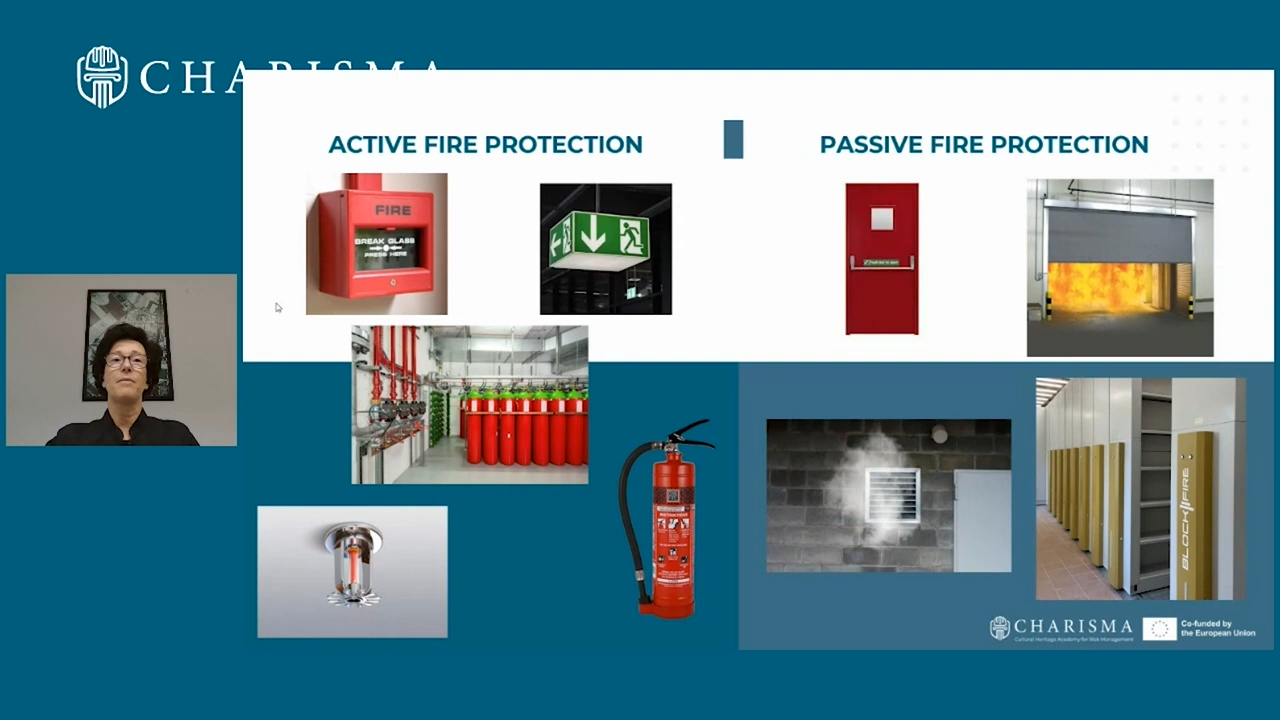 CHARISMA
ACTIVE FIRE PROTECTION
PASSIVE FIRE PROTECTION
FIRE
BREAK GLASS
PRESS HERE
BLOCK FIRE
CHARISMA
Cultural Heritage Academy for Risk Management
Co-funded by
the European Union